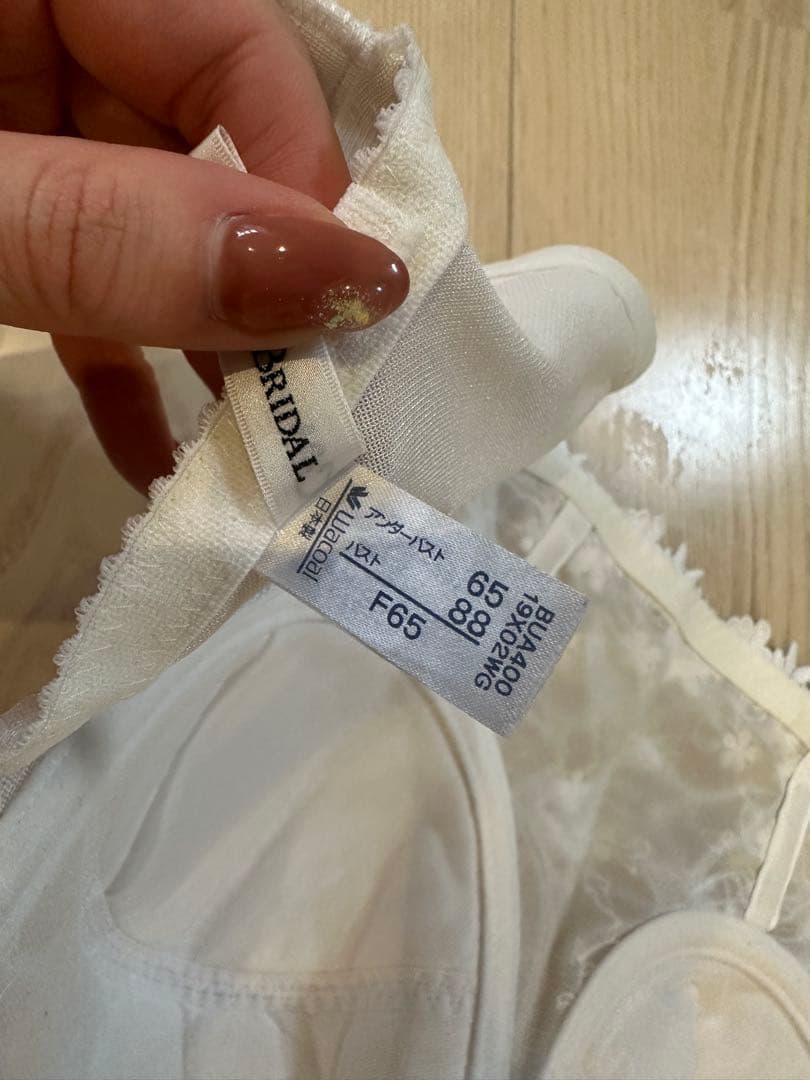 BRIDAL
Wacoal
日本製
アンダーバスト 65
バスト 88
F65
BUA400
19X02WG